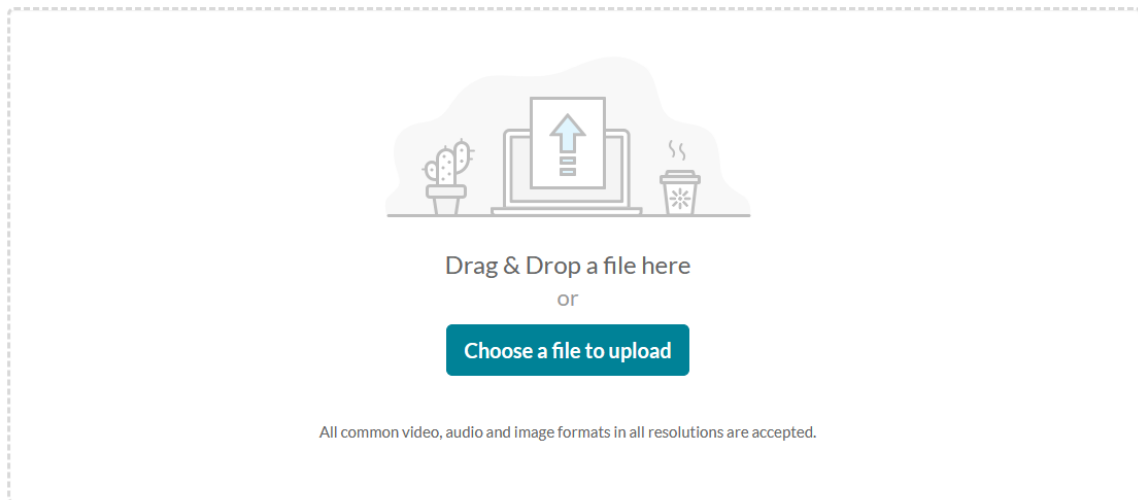 Drag & Drop a file here
or
Choose a file to upload
All common video, audio and image formats in all resolutions are accepted.